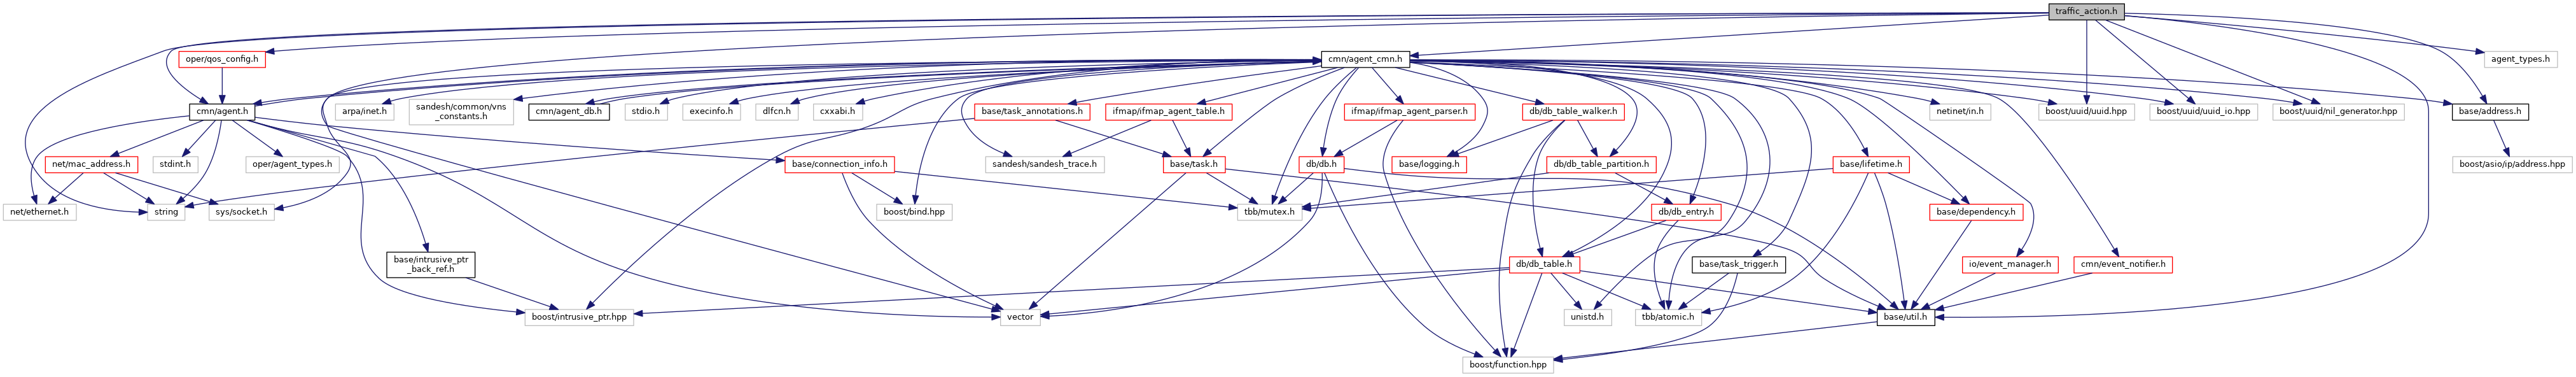 traffic_action.h
oper/qos_config.h
cmn/agent_cmn.h
agent_types.h
cmn/agent.h
arpa/inet.h
sandesh/common/vns
_constants.h
cmn/agent_db.h
stdio.h
execinfo.h
dlfcn.h
cxxabi.h
base/task_annotations.h
ifmap/ifmap_agent_table.h
ifmap/ifmap_agent_parser.h
db/db_table_walker.h
netinet/in.h
boost/uuid/uuid.hpp
boost/uuid/uuid_io.hpp
boost/uuid/nil_generator.hpp
base/address.h
net/mac_address.h
stdint.h
oper/agent_types.h
base/connection_info.h
sandesh/sandesh_trace.h
base/task.h
db/db.h
base/logging.h
db/db_table_partition.h
base/lifetime.h
boost/asio/ip/address.hpp
net/ethernet.h
string
sys/socket.h
boost/bind.hpp
tbb/mutex.h
db/db_entry.h
base/dependency.h
base/intrusive_ptr
_back_ref.h
db/db_table.h
base/task_trigger.h
io/event_manager.h
cmn/event_notifier.h
boost/intrusive_ptr.hpp
vector
unistd.h
tbb/atomic.h
base/util.h
boost/function.hpp